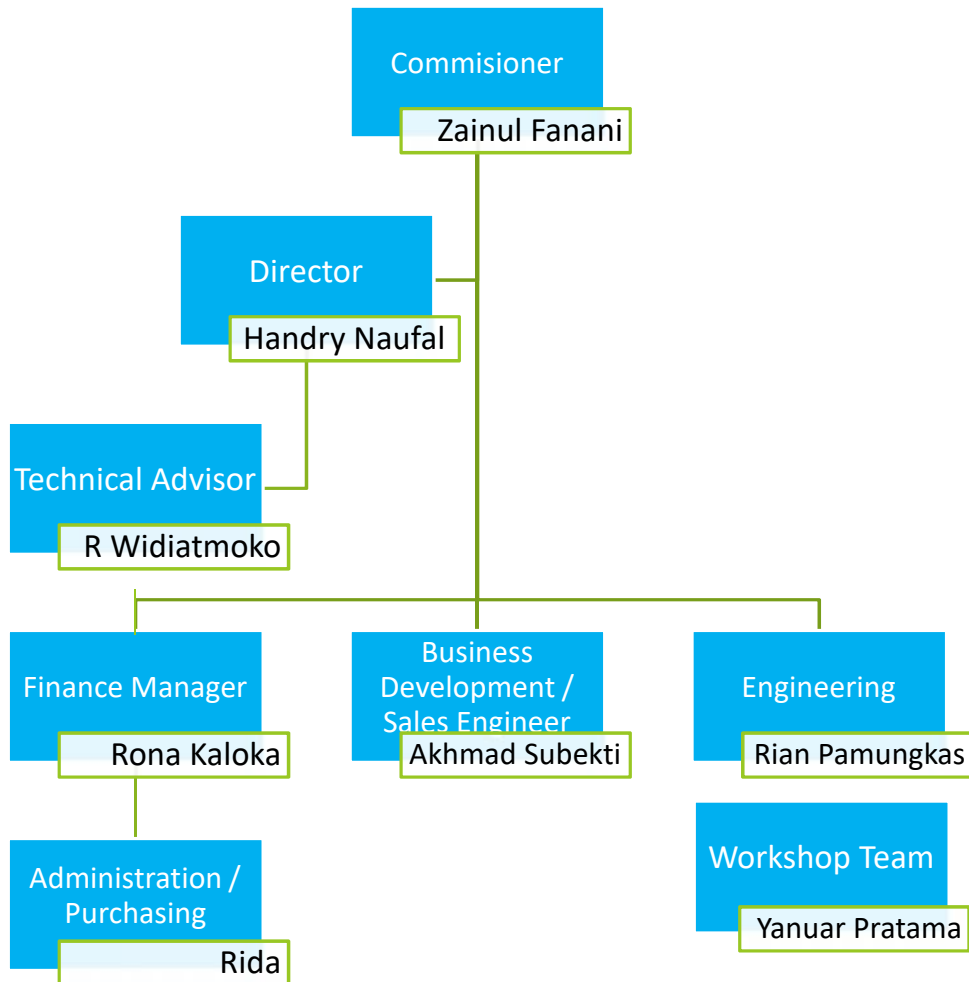 Commisioner
Zainul Fanani
Director
Handry Naufal
Technical Advisor
R Widiatmoko
Finance Manager
Rona Kaloka
Business
Development /
Sales Engineer
Akhmad Subekti
Engineering
Rian Pamungkas
Administration /
Purchasing
Rida
Workshop Team
Yanuar Pratama